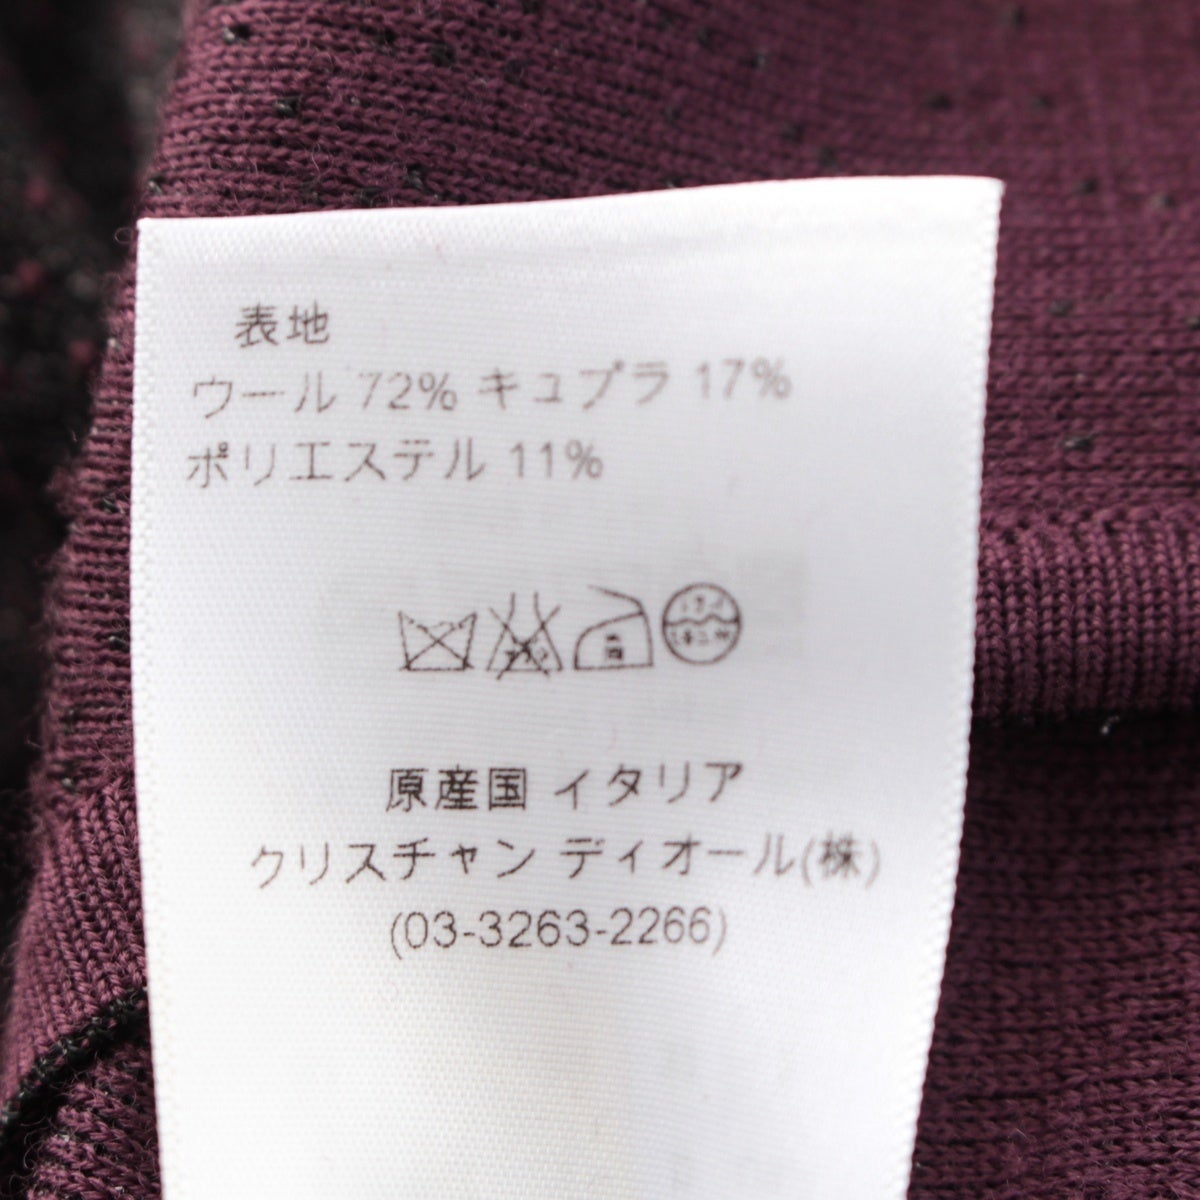 表地
ウール 72% キュプラ 17%
ポリエステル 11%
原産国 イタリア
クリスチャン ディオール(株)
(03-3263-2266)